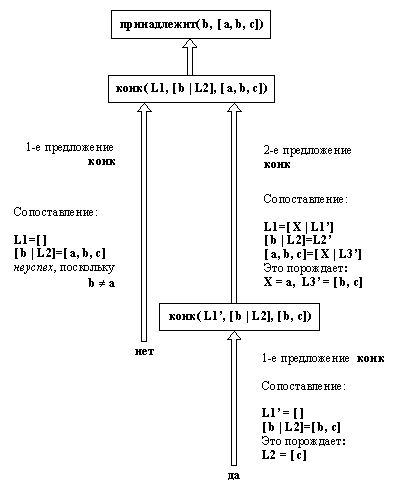 принадлежит( b, [ a, b, c] )
конк( L1, [ b | L2], [ a, b, c] )
1-е предложение
конк
Сопоставление:
L1=[ ]
[ b | L2]=[ a, b, c]
неуспех, поскольку
b ≠ a
нет
2-е предложение
конк
Сопоставление:
L1=[ X | L1’]
[ b | L2]=L2’
[ a, b, c]=[ X | L3’]
Это порождает:
X = a, L3’ = [ b, c]
конк( L1’, [ b | L2], [ b, c] )
1-е предложение конк
Сопоставление:
L1’ = [ ]
[ b | L2]=[ b, c]
Это порождает:
L2 = [ c]
да